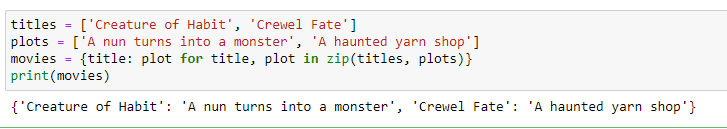 titles = ['Creature of Habit', 'Crewel Fate']
plots = ['A nun turns into a monster', 'A haunted yarn shop']
movies = {title: plot for title, plot in zip(titles, plots)}
print(movies)
{'Creature of Habit': 'A nun turns into a monster', 'Crewel Fate': 'A haunted yarn shop'}